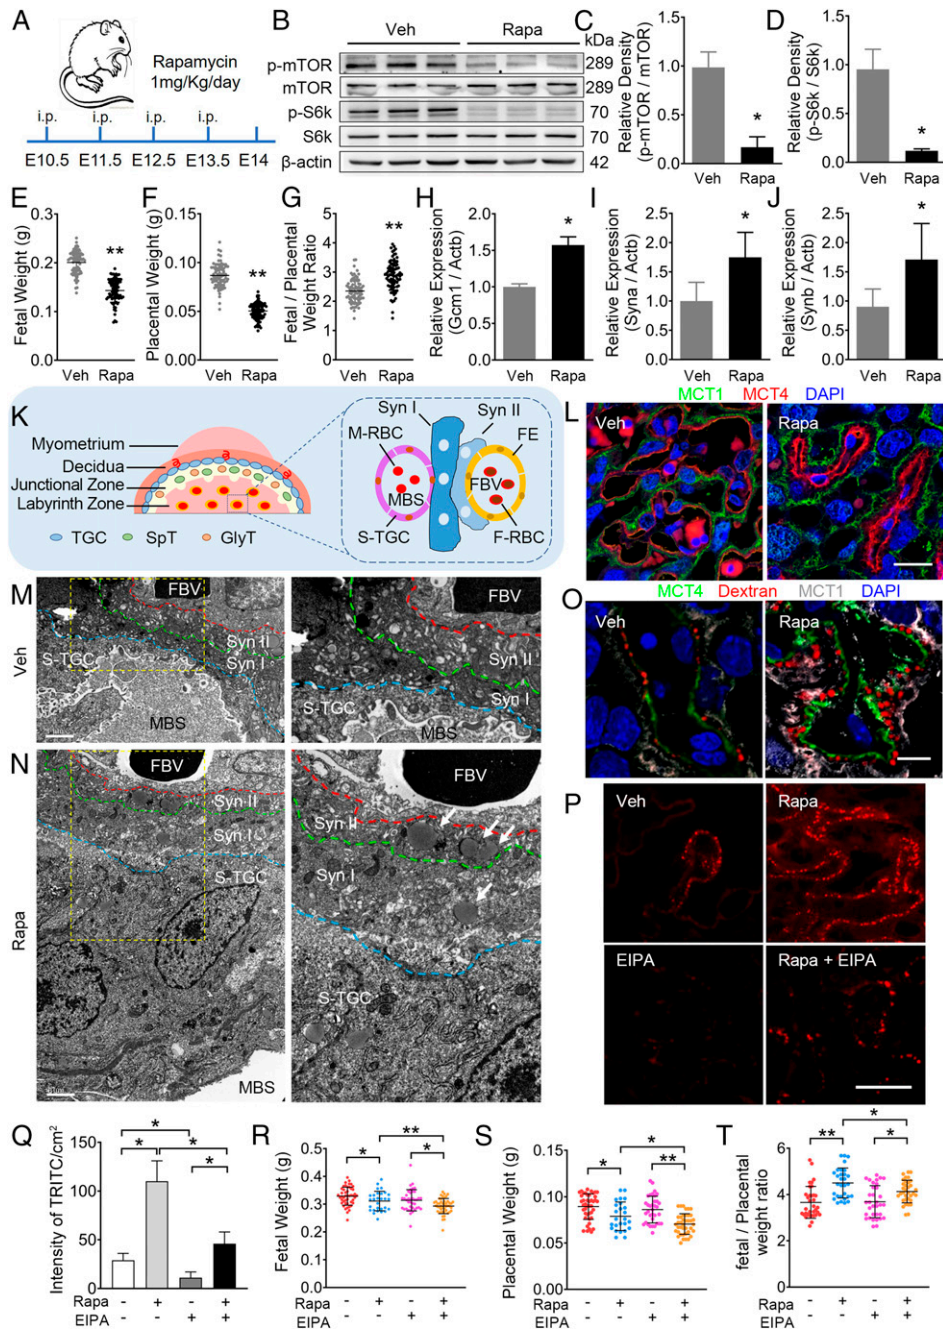 A
Rapamycin
1mg/Kg/day
i.p. i.p. i.p. i.p.
E10.5 E11.5 E12.5 E13.5 E14
B
Veh Rapa kDa
p-mTOR 289
mTOR 289
p-S6k 70
S6k 70
β-actin 42
C
Relative Density
(p-mTOR / mTOR)
1.5
1.0
0.5
0.0
*
Veh Rapa
D
Relative Density
(p-S6k / S6k)
1.5
1.0
0.5
0.0
*
Veh Rapa
E
Fetal Weight (g)
0.3
0.2
0.1
0.0
**
Veh Rapa
F
Placental Weight (g)
0.15
0.10
0.05
0.00
**
Veh Rapa
G
Fetal / Placental
Weight Ratio
5
4
3
2
1
0
**
Veh Rapa
H
Relative Expression
(Gcm1 / Actb)
2.0
1.5
1.0
0.5
0.0
*
Veh Rapa
I
Relative Expression
(Syna / Actb)
2.5
2.0
1.5
1.0
0.5
0.0
*
Veh Rapa
J
Relative Expression
(Synb / Actb)
2.5
2.0
1.5
1.0
0.5
0.0
*
Veh Rapa
K
Myometrium
Decidua
Junctional Zone
Labyrinth Zone
TGC SpT GlyT
Syn I Syn II
M-RBC FE
MBS FBV
S-TGC F-RBC
L
MCT1 MCT4 DAPI
Veh Rapa
M
Veh
FBV
Syn II
Syn I
S-TGC
MBS
FBV
Syn II
Syn I
S-TGC
MBS
N
Rapa
FBV
Syn II
Syn I
S-TGC
MBS
FBV
Syn II
Syn I
S-TGC
O
MCT4 Dextran MCT1 DAPI
Veh Rapa
P
Veh Rapa
EIPA Rapa + EIPA
Q
Intensity of TRITC/cm²
150
100
50
0
* * * *
Rapa - + - +
EIPA - - + +
R
Fetal Weight (g)
0.5
0.4
0.3
0.2
0.1
0.0
* ** *
Rapa - + - +
EIPA - - + +
S
Placental Weight (g)
0.15
0.10
0.05
0.00
* * **
Rapa - + - +
EIPA - - + +
T
fetal / Placental
weight ratio
6
4
2
0
** * *
Rapa - + - +
EIPA - - + +